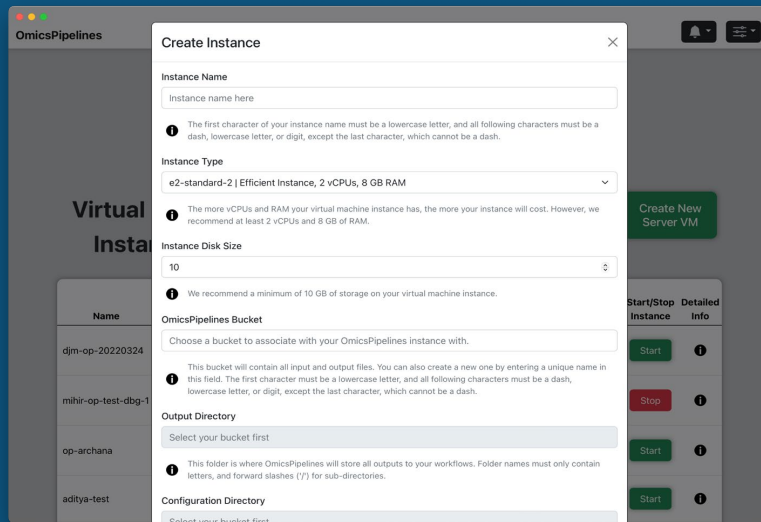 OmicsPipelines
Create Instance
Instance Name
Instance name here
The first character of your instance name must be a lowercase letter, and all following characters must be a
dash, lowercase letter, or digit, except the last character, which cannot be a dash.
Instance Type
e2-standard-2 | Efficient Instance, 2 vCPUs, 8 GB RAM
The more vCPUs and RAM your virtual machine instance has, the more your instance will cost. However, we
recommend at least 2 vCPUs and 8 GB of RAM.
Instance Disk Size
10
We recommend a minimum of 10 GB of storage on your virtual machine instance.
OmicsPipelines Bucket
Choose a bucket to associate with your OmicsPipelines instance with.
This bucket will contain all input and output files. You can also create a new one by entering a unique name in
this field. The first character must be a lowercase letter, and all following characters must be a dash,
lowercase letter, or digit, except the last character, which cannot be a dash.
Output Directory
Select your bucket first
This folder is where OmicsPipelines will store all outputs to your workflows. Folder names must only contain
letters, and forward slashes ('/') for sub-directories.
Configuration Directory
Select your bucket first
Virtual
Instan
Create New
Server VM
Name
Start/Stop Detailed
Instance Info
djm-op-20220324
Start
mihir-op-test-dbg-1
Stop
op-archana
Start
aditya-test
Start